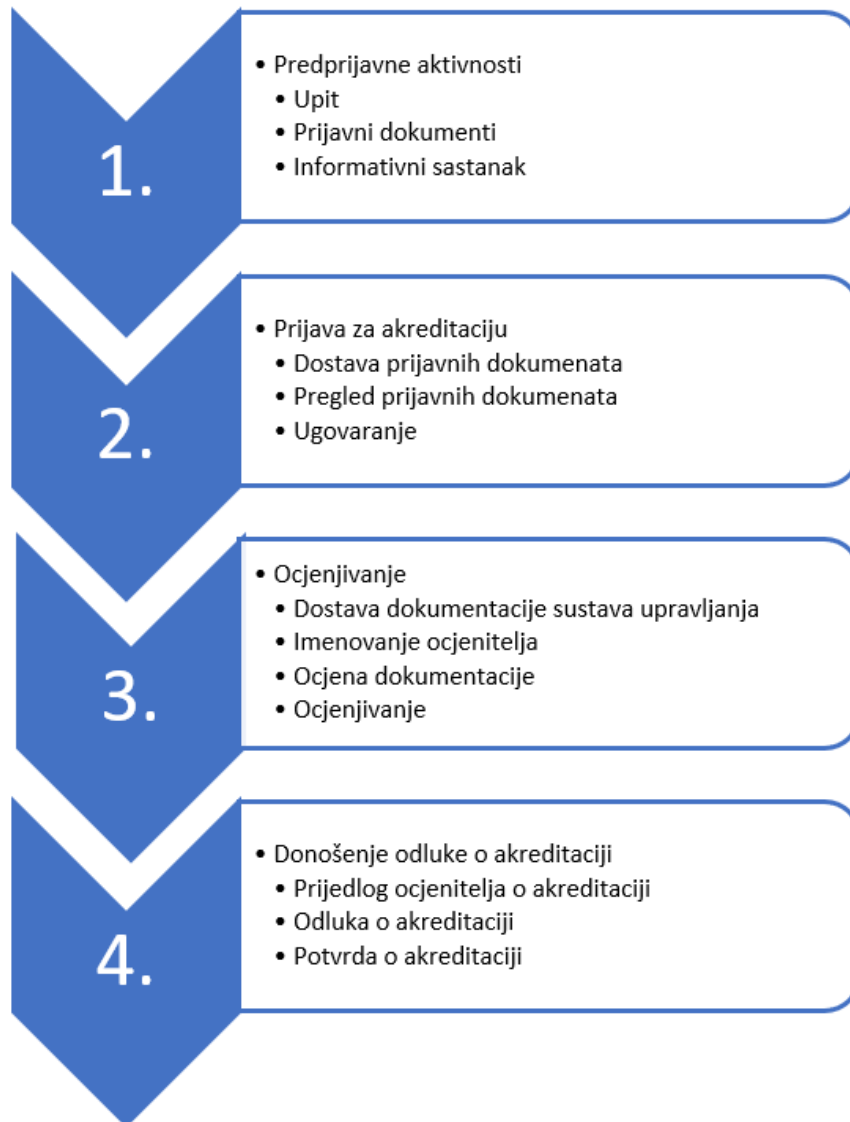 1.
• Predprijavne aktivnosti
• Upit
• Prijavni dokumenti
• Informativni sastanak
2.
• Prijava za akreditaciju
• Dostava prijavnih dokumenata
• Pregled prijavnih dokumenata
• Ugovaranje
3.
• Ocjenjivanje
• Dostava dokumentacije sustava upravljanja
• Imenovanje ocjenitelja
• Ocjena dokumentacije
• Ocjenjivanje
4.
• Donošenje odluke o akreditaciji
• Prijedlog ocjenitelja o akreditaciji
• Odluka o akreditaciji
• Potvrda o akreditaciji